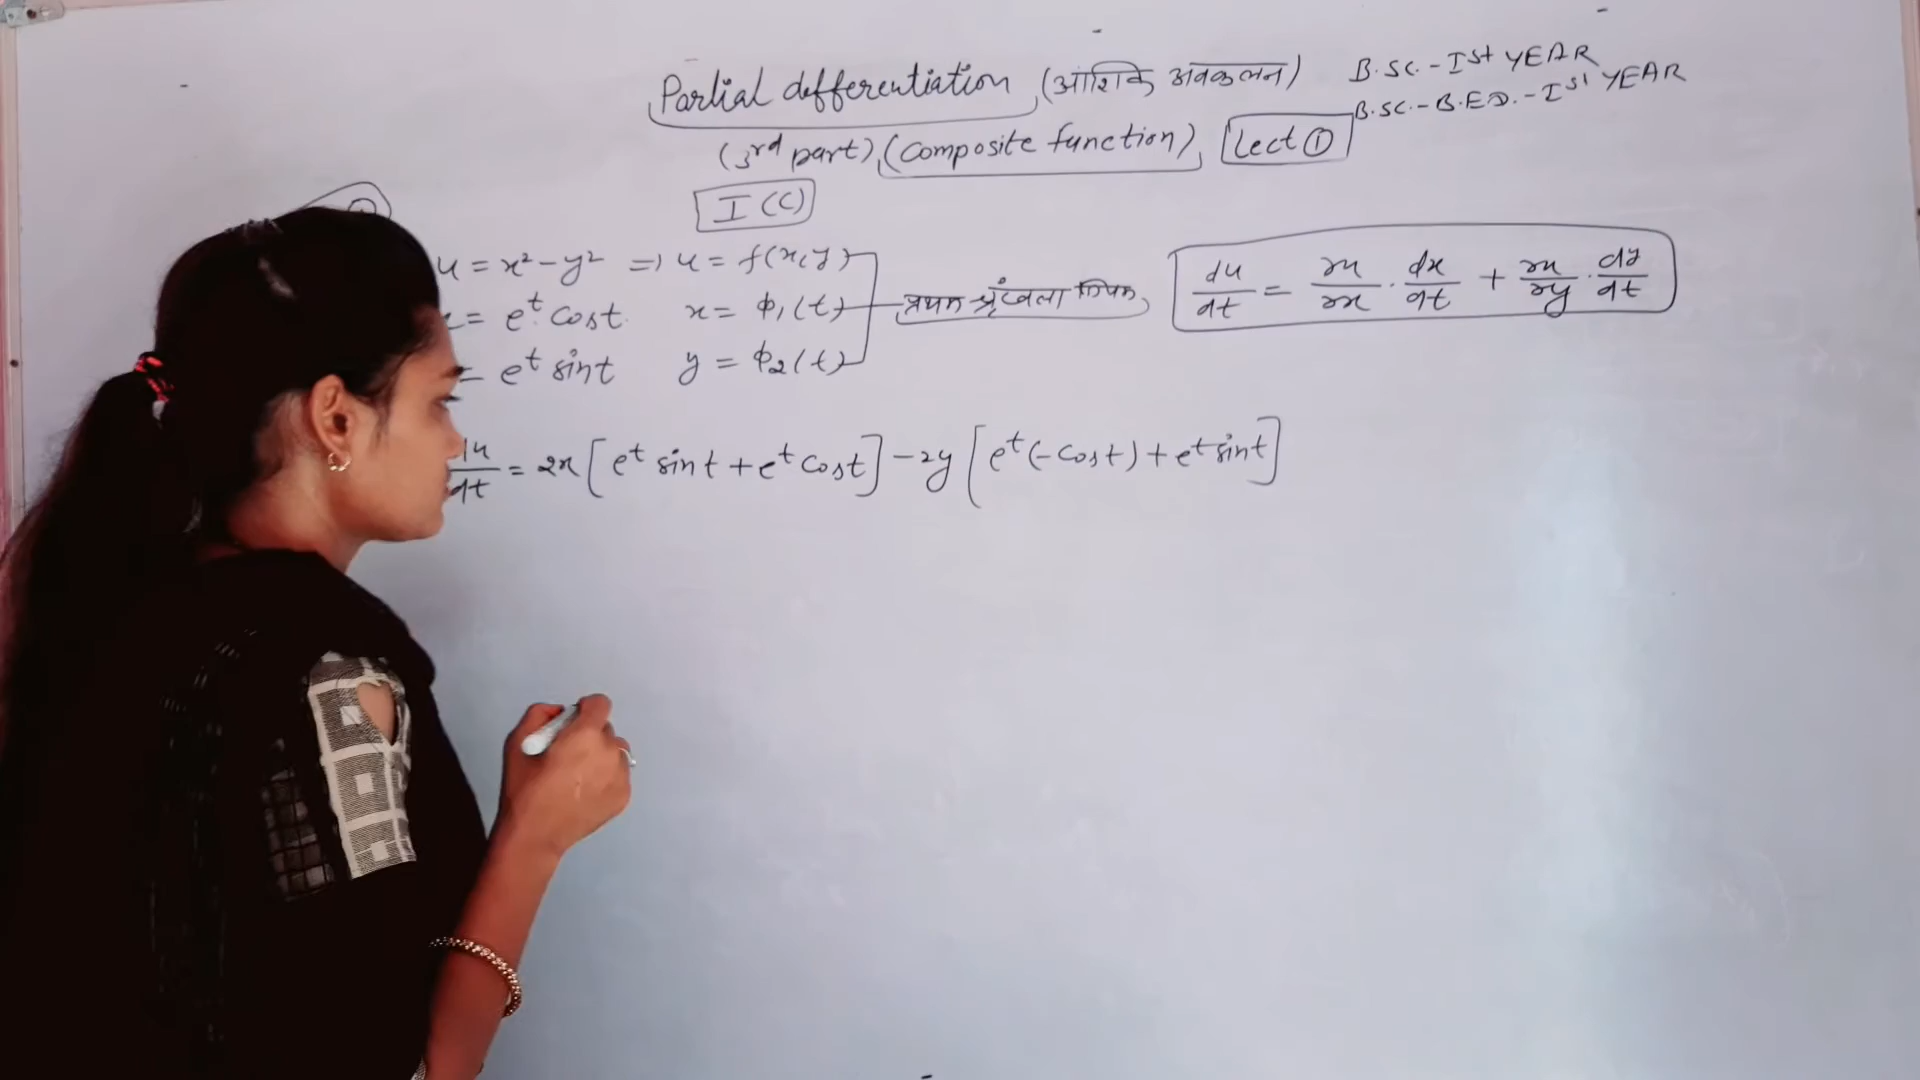 Partial differentiation (आंशिक अवकलन) B.SC. - Ist YEAR
B.SC. - B.ED. - Ist YEAR
(3rd part) (composite function) Lect ①
I (C)
u = x² - y² ⇒ u = f(x,y)
= e^t cost x = ϕ₁(t) प्रथम श्रृंखला नियम du/dt = ∂u/∂x · dx/dt + ∂u/∂y · dy/dt
= e^t sint y = ϕ₂(t)
du/dt = 2x [e^t sint + e^t cost] - 2y [e^t (-cost) + e^t sint]